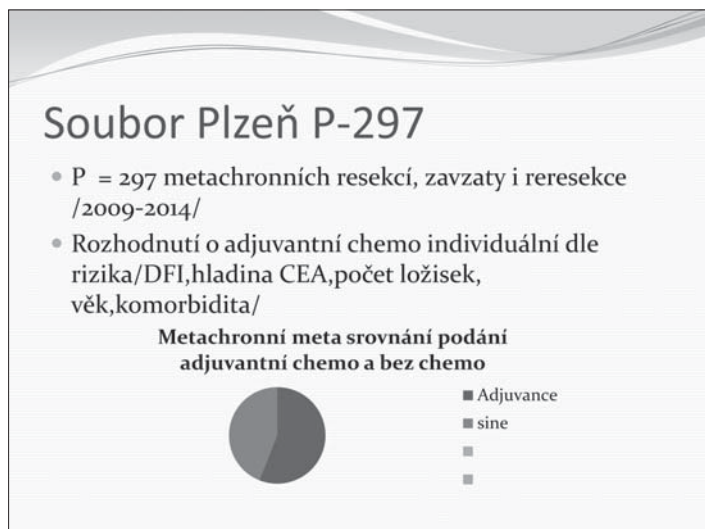 Soubor Plzeň P-297
P = 297 metachronních resekcí, zavzaty i reresekce
/2009-2014/
Rozhodnutí o adjuvantní chemo individuální dle
rizika/DFI,hladina CEA,počet ložisek,
věk,komorbidita/
Metachronní meta srovnání podání
adjuvantní chemo a bez chemo
Adjuvance
sine